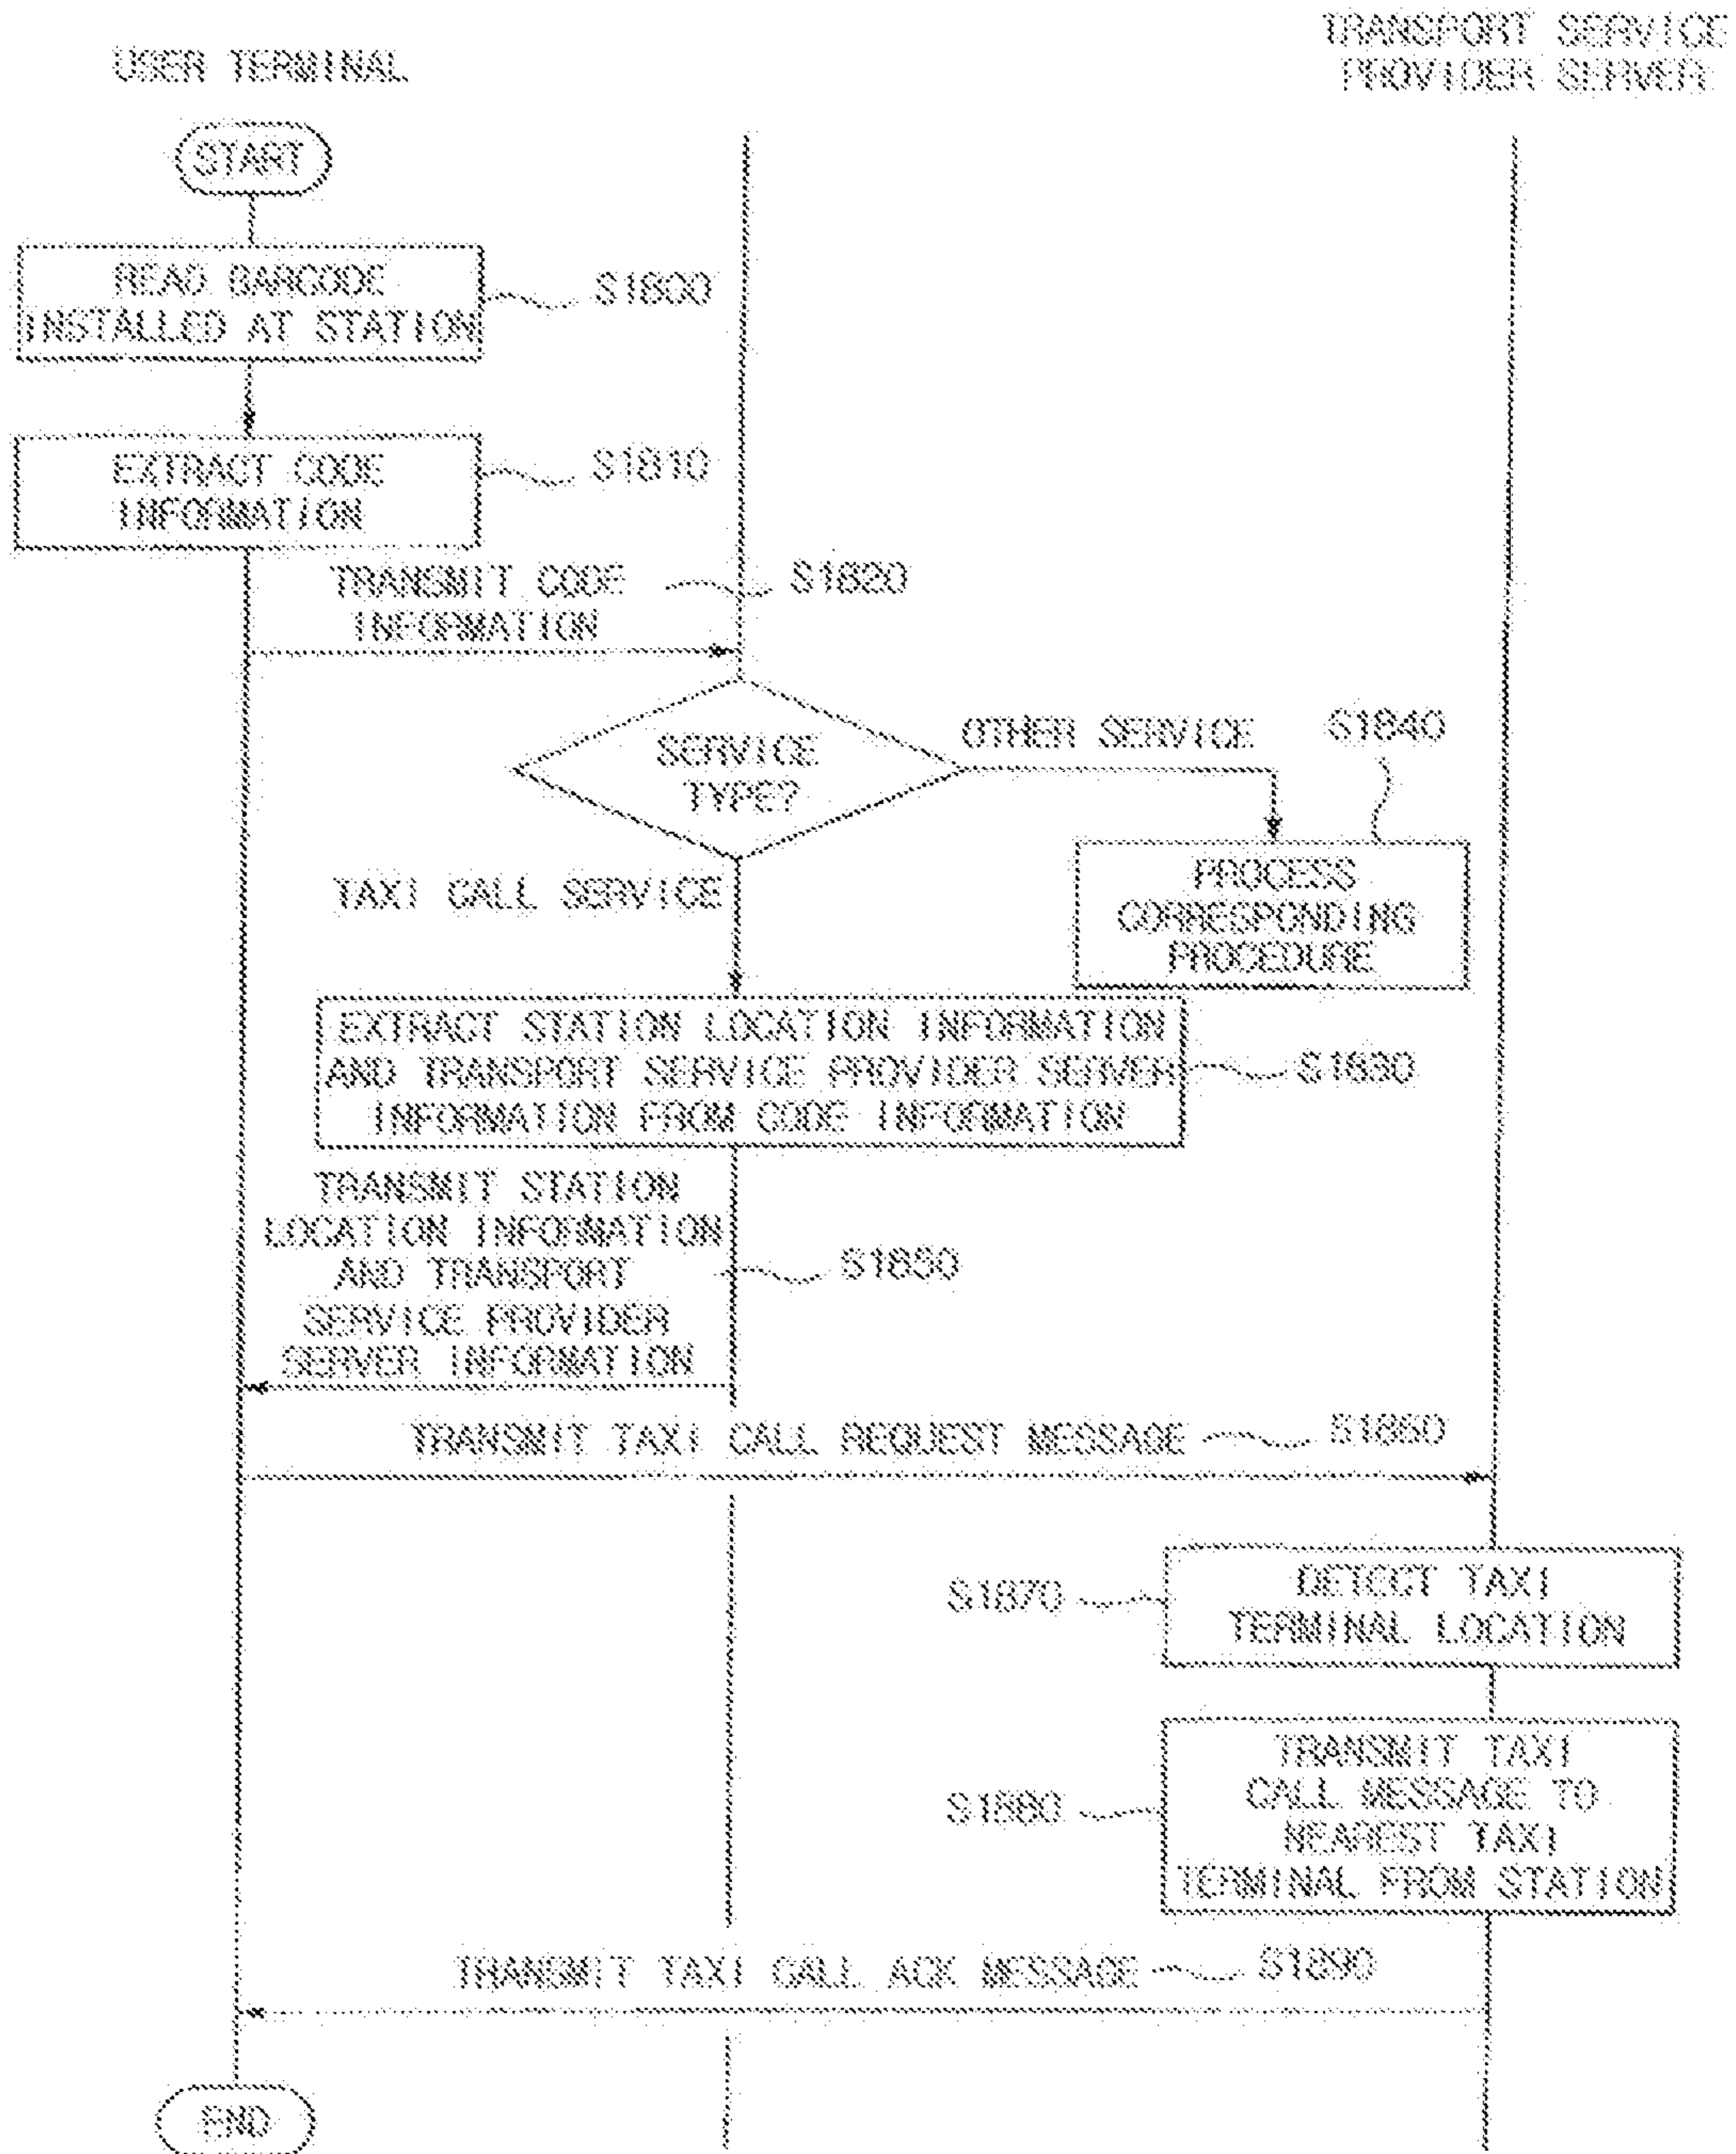 USER TERMINAL
TRANSPORT SERVICE
PROVIDER SERVER
START
READ BARCODE
INSTALLED AT STATION
S1800
EXTRACT CODE
INFORMATION
S1810
TRANSMIT CODE
INFORMATION
S1820
SERVICE
TYPE?
OTHER SERVICE
S1840
PROCESS
CORRESPONDING
PROCEDURE
TAXI CALL SERVICE
EXTRACT STATION LOCATION INFORMATION
AND TRANSPORT SERVICE PROVIDER SERVER
INFORMATION FROM CODE INFORMATION
S1830
TRANSMIT STATION
LOCATION INFORMATION
AND TRANSPORT
SERVICE PROVIDER
SERVER INFORMATION
S1850
TRANSMIT TAXI CALL REQUEST MESSAGE
S1860
S1870
DETECT TAXI
TERMINAL LOCATION
S1880
TRANSMIT TAXI
CALL MESSAGE TO
NEAREST TAXI
TERMINAL FROM STATION
TRANSMIT TAXI CALL ACK MESSAGE
S1890
END